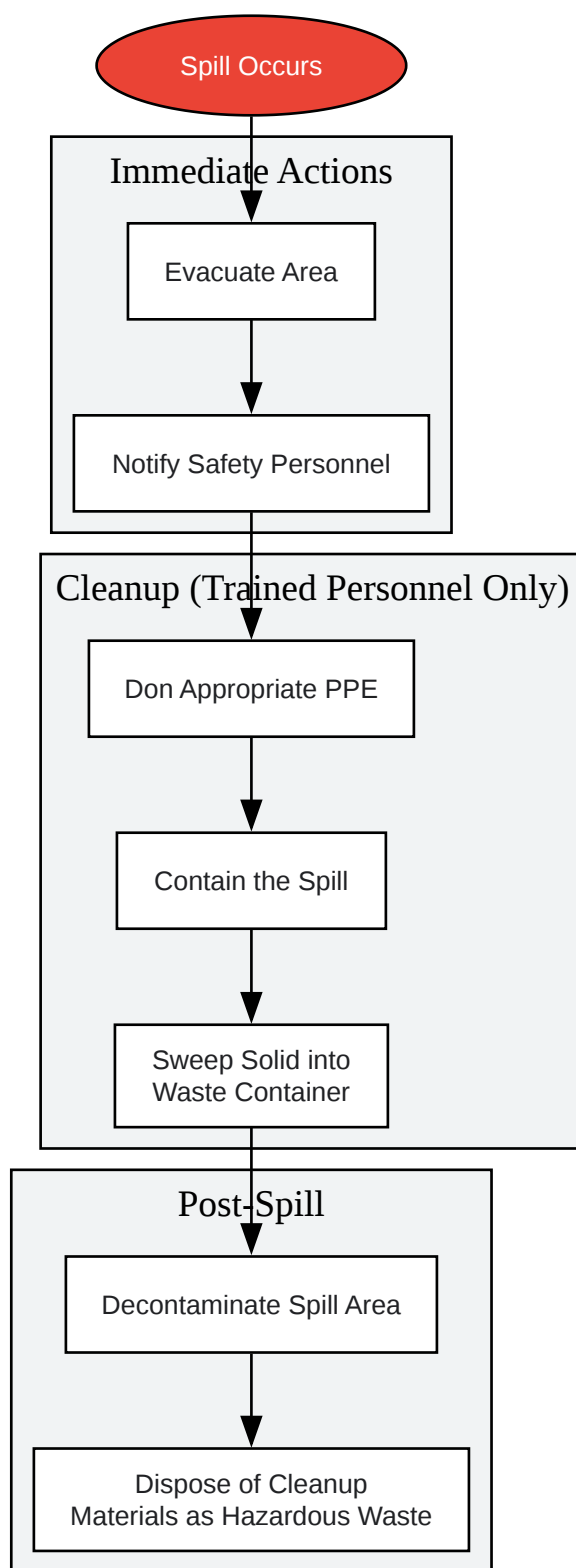 Spill Occurs
Immediate Actions
Evacuate Area
Notify Safety Personnel
Cleanup (Trained Personnel Only)
Don Appropriate PPE
Contain the Spill
Sweep Solid into
Waste Container
Post-Spill
Decontaminate Spill Area
Dispose of Cleanup
Materials as Hazardous Waste